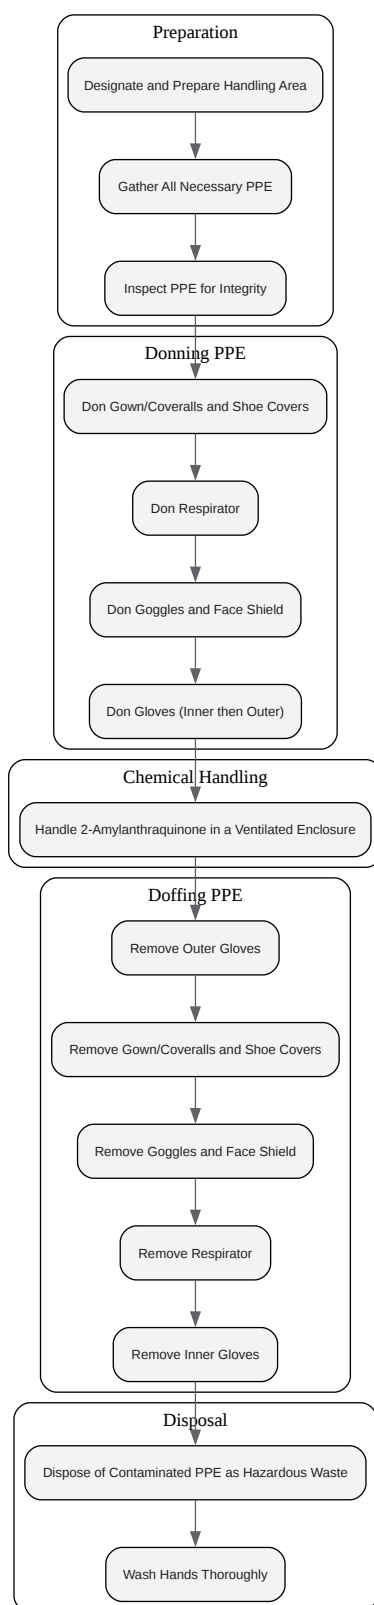 Preparation
Designate and Prepare Handling Area
Gather All Necessary PPE
Inspect PPE for Integrity
Donning PPE
Don Gown/Coveralls and Shoe Covers
Don Respirator
Don Goggles and Face Shield
Don Gloves (Inner then Outer)
Chemical Handling
Handle 2-Amylanthraquinone in a Ventilated Enclosure
Doffing PPE
Remove Outer Gloves
Remove Gown/Coveralls and Shoe Covers
Remove Goggles and Face Shield
Remove Respirator
Remove Inner Gloves
Disposal
Dispose of Contaminated PPE as Hazardous Waste
Wash Hands Thoroughly